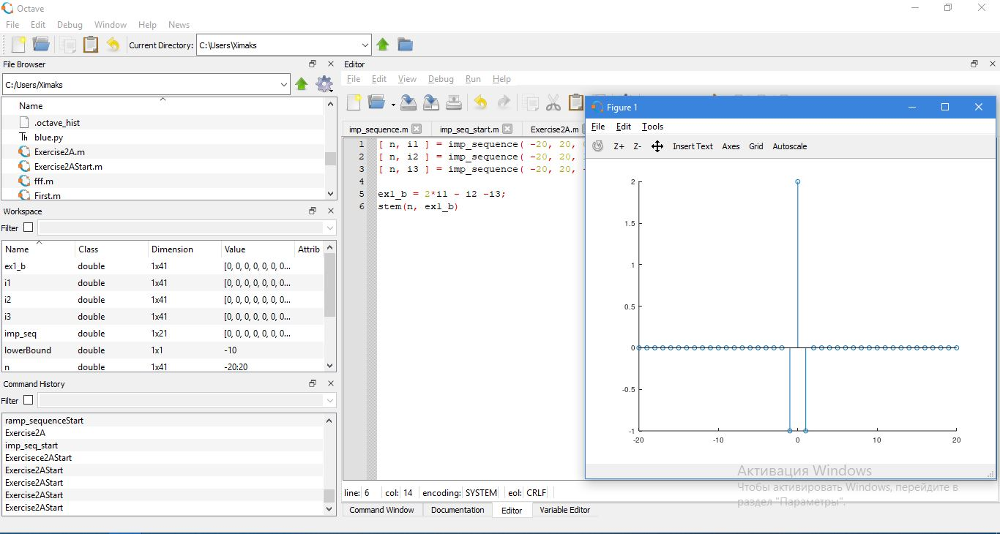 Octave
File Edit Debug Window Help News
Current Directory: C:\Users\Ximaks
File Browser
C:/Users/Ximaks
Name
.octave_hist
blue.py
Exercise2A.m
Exercise2AStart.m
fff.m
First.m
Workspace
Filter
Name Class Dimension Value Attrib
ex1_b double 1x41 [0, 0, 0, 0, 0, 0, 0...
i1 double 1x41 [0, 0, 0, 0, 0, 0, 0...
i2 double 1x41 [0, 0, 0, 0, 0, 0, 0...
i3 double 1x41 [0, 0, 0, 0, 0, 0, 0...
imp_seq double 1x21 [0, 0, 0, 0, 0, 0, 0...
lowerBound double 1x1 -10
n double 1x41 -20:20
Command History
Filter
ramp_sequenceStart
Exercise2A
imp_seq_start
Exercisece2AStart
Exercise2AStart
Exercise2AStart
Exercise2AStart
Exercise2AStart
Editor
File Edit View Debug Run Help
imp_sequence.m imp_seq_start.m Exercise2A.m
1 [ n, i1 ] = imp_sequence( -20, 20,
2 [ n, i2 ] = imp_sequence( -20, 20,
3 [ n, i3 ] = imp_sequence( -20, 20, -
4
5 ex1_b = 2*i1 - i2 -i3;
6 stem(n, ex1_b)
line: 6 col: 14 encoding: SYSTEM eol: CRLF
Command Window Documentation Editor Variable Editor
Figure 1
File Edit Tools
Z+ Z- Insert Text Axes Grid Autoscale
2
1.5
1
0.5
0
-0.5
-1
-20 -10 0 10 20
Активация Windows
Чтобы активировать Windows, перейдите в
раздел "Параметры".